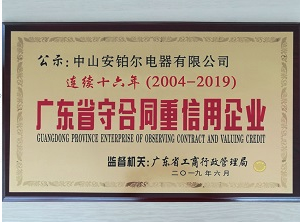 公示：中山安铂尔电器有限公司
连续十六年（2004-2019）
广东省守合同重信用企业
GUANGDONG PROVINCE ENTERPRISE OF OBSERVING CONTRACT AND VALUING CREDIT
监督机关：广东省工商行政管理局
二〇一九年六月